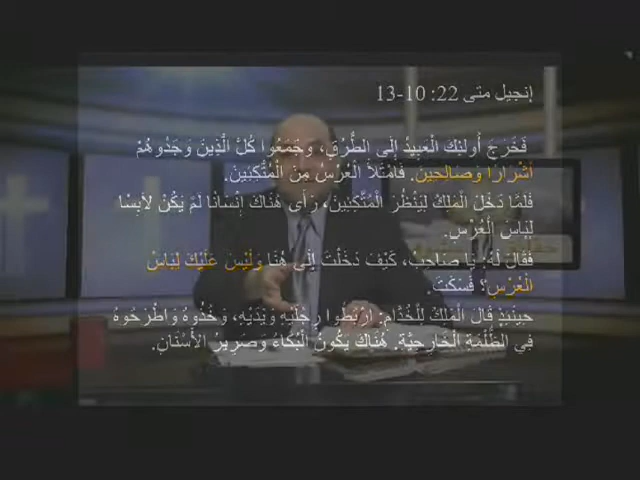 إنجيل متى 22: 10-13
فَخَرَجَ أُولئِكَ الْعَبِيدُ إِلَى الطُّرُقِ، وَجَمَعُوا كُلَّ الَّذِينَ وَجَدُوهُمْ
أَشْرَارًا وَصَالِحِينَ. فَامْتَلأَ الْعُرْسُ مِنَ الْمُتَّكِئِينَ.
فَلَمَّا دَخَلَ الْمَلِكُ لِيَنْظُرَ الْمُتَّكِئِينَ، رَأَى هُنَاكَ إِنْسَانًا لَمْ يَكُنْ لاَبِسًا
لِبَاسَ الْعُرْسِ.
فَقَالَ لَهُ: يَا صَاحِبُ، كَيْفَ دَخَلْتَ إِلَى هُنَا وَلَيْسَ عَلَيْكَ لِبَاسُ
الْعُرْسِ؟ فَسَكَتَ.
حِينَئِذٍ قَالَ الْمَلِكُ لِلْخُدَّامِ: ارْبُطُوا رِجْلَيْهِ وَيَدَيْهِ، وَخُذُوهُ وَاطْرَحُوهُ
فِي الظُّلْمَةِ الْخَارِجِيَّةِ. هُنَاكَ يَكُونُ الْبُكَاءُ وَصَرِيرُ الأَسْنَانِ.